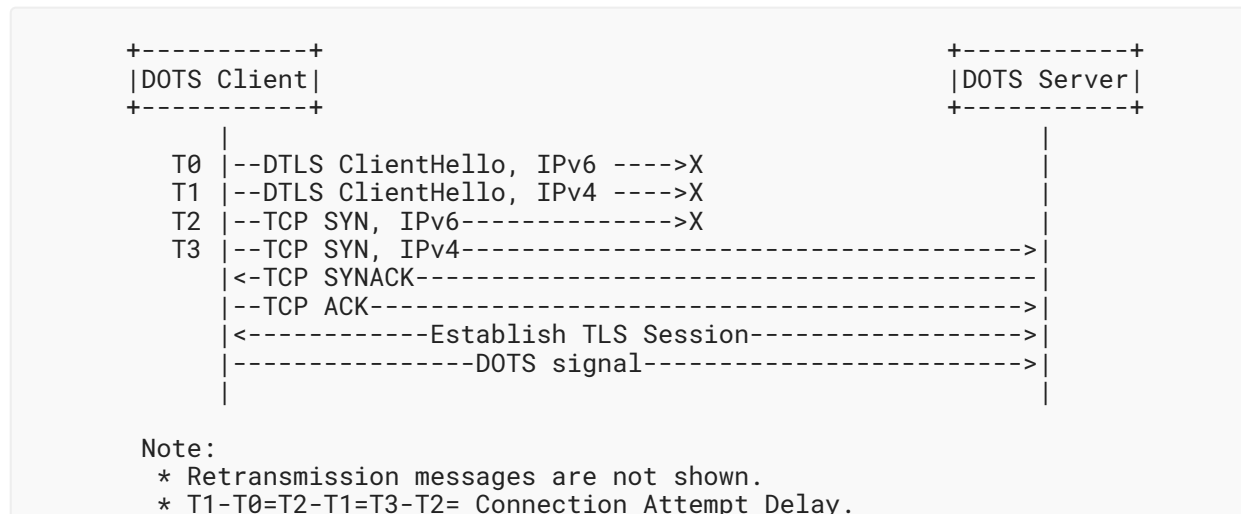 +-----------+                                         +-----------+
|DOTS Client|                                         |DOTS Server|
+-----------+                                         +-----------+
      |                                                     |
   T0 |--DTLS ClientHello, IPv6 ---->X                      |
   T1 |--DTLS ClientHello, IPv4 ---->X                      |
   T2 |--TCP SYN, IPv6-------------->X                      |
   T3 |--TCP SYN, IPv4------------------------------------->|
      |<-TCP SYNACK-----------------------------------------|
      |--TCP ACK------------------------------------------->|
      |<------------Establish TLS Session------------------>|
      |----------------DOTS signal------------------------->|
      |                                                     |
Note:
 * Retransmission messages are not shown.
 * T1-T0=T2-T1=T3-T2= Connection Attempt Delay.